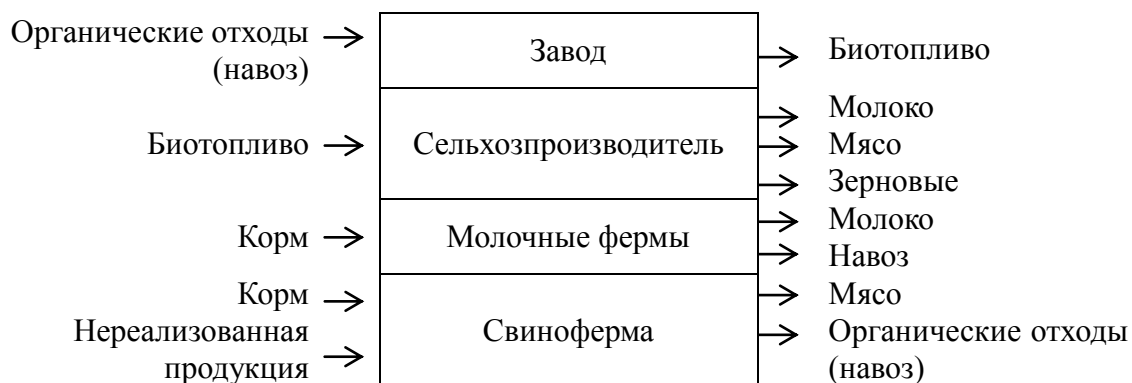 Органические отходы
(навоз)
Завод
Биотопливо
Биотопливо
Сельхозпроизводитель
Молоко
Мясо
Зерновые
Корм
Молочные фермы
Молоко
Навоз
Корм
Нереализованная
продукция
Свиноферма
Мясо
Органические отходы
(навоз)